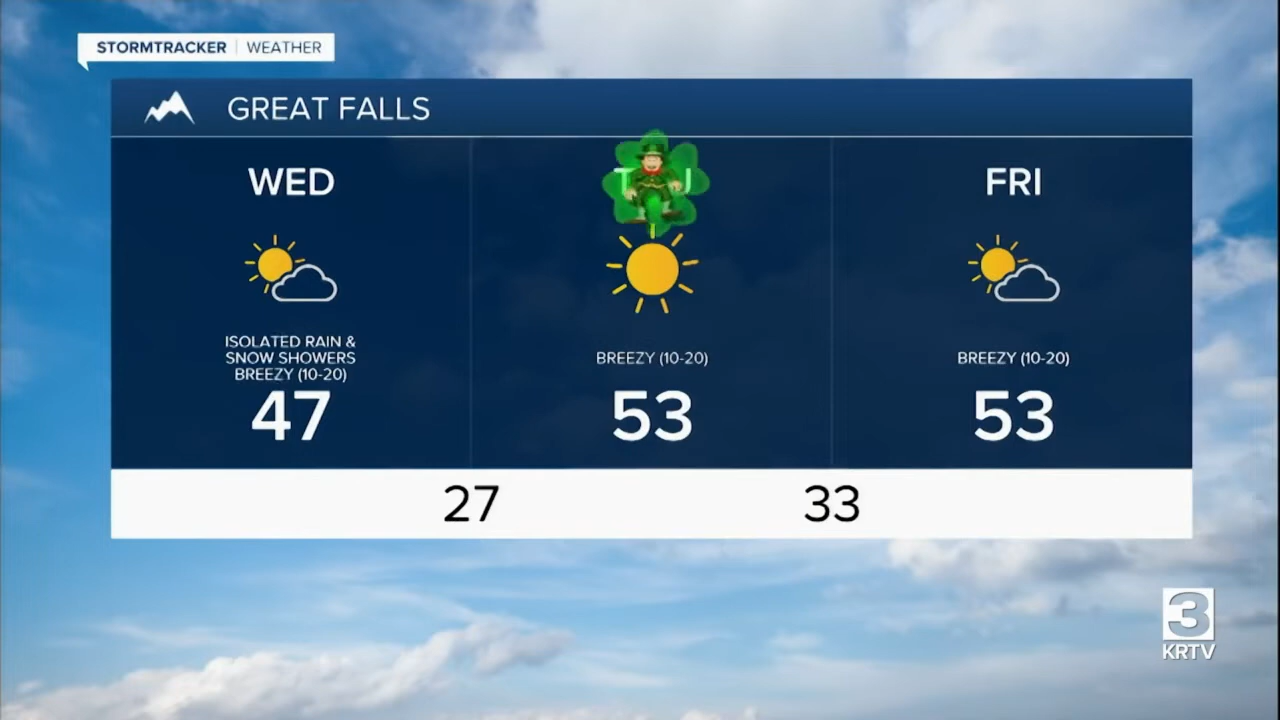 STORMTRACKER | WEATHER
GREAT FALLS
WED
ISOLATED RAIN &
SNOW SHOWERS
BREEZY (10-20)
47
BREEZY (10-20)
53
FRI
BREEZY (10-20)
53
27
33
3
KRTV